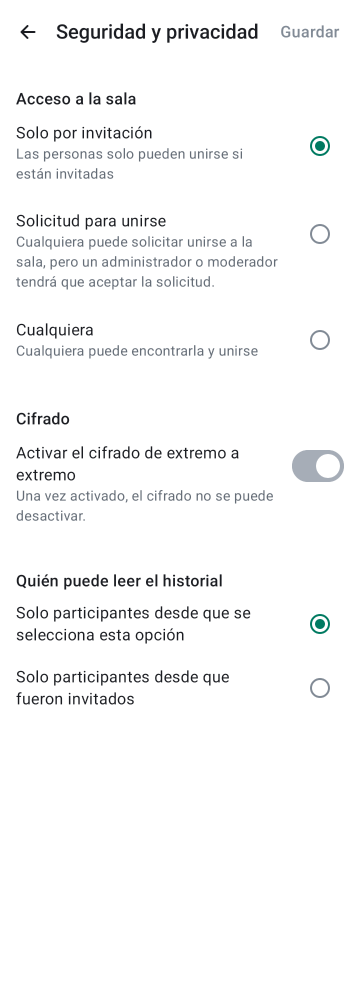 Seguridad y privacidad
Guardar
Acceso a la sala
Solo por invitación
Las personas solo pueden unirse si
están invitadas
Solicitud para unirse
Cualquiera puede solicitar unirse a la
sala, pero un administrador o moderador
tendrá que aceptar la solicitud.
Cualquiera
Cualquiera puede encontrarla y unirse
Cifrado
Activar el cifrado de extremo a
extremo
Una vez activado, el cifrado no se puede
desactivar.
Quién puede leer el historial
Solo participantes desde que se
selecciona esta opción
Solo participantes desde que
fueron invitados